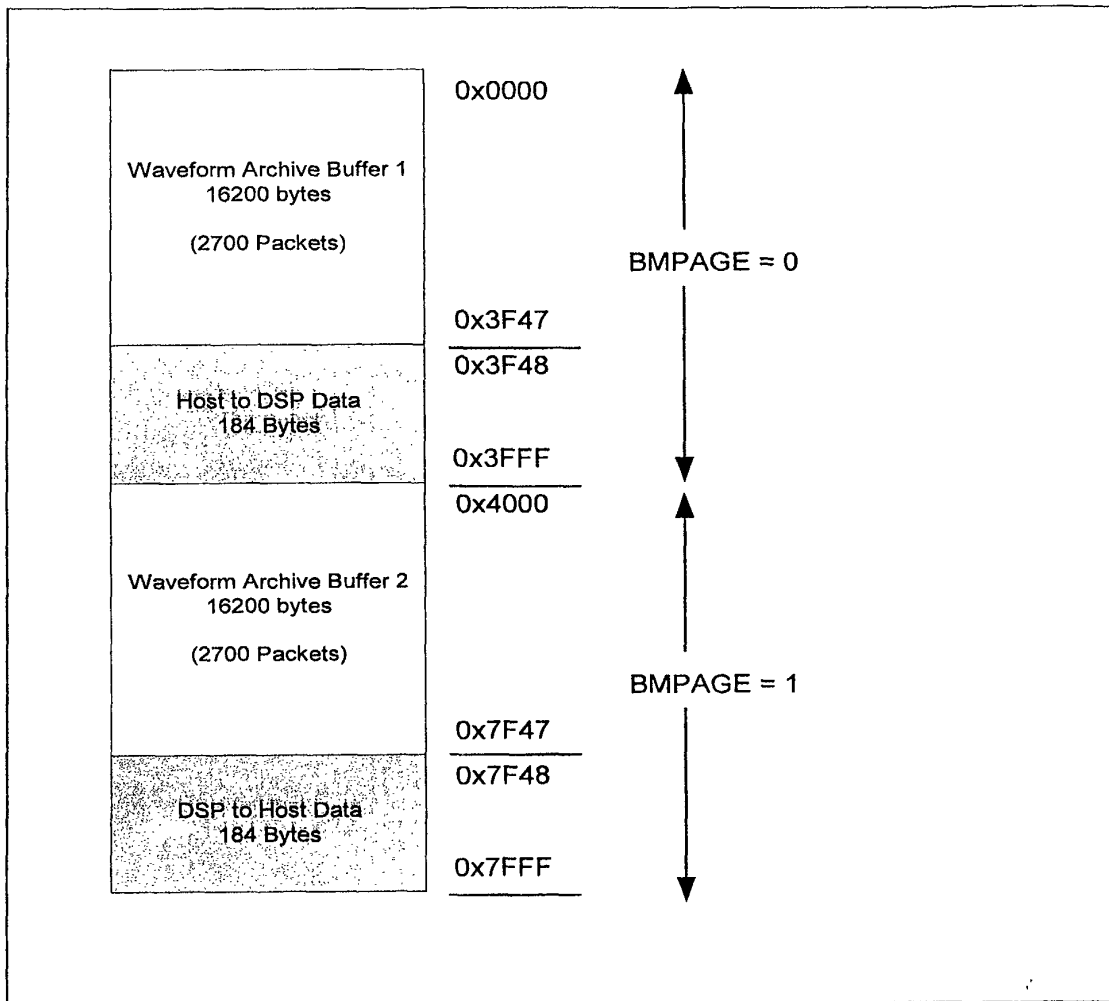 0x0000
Waveform Archive Buffer 1
16200 bytes
(2700 Packets)
BMPAGE = 0
0x3F47
0x3F48
Host to DSP Data
184 Bytes
0x3FFF
0x4000
Waveform Archive Buffer 2
16200 bytes
(2700 Packets)
BMPAGE = 1
0x7F47
0x7F48
DSP to Host Data
184 Bytes
0x7FFF